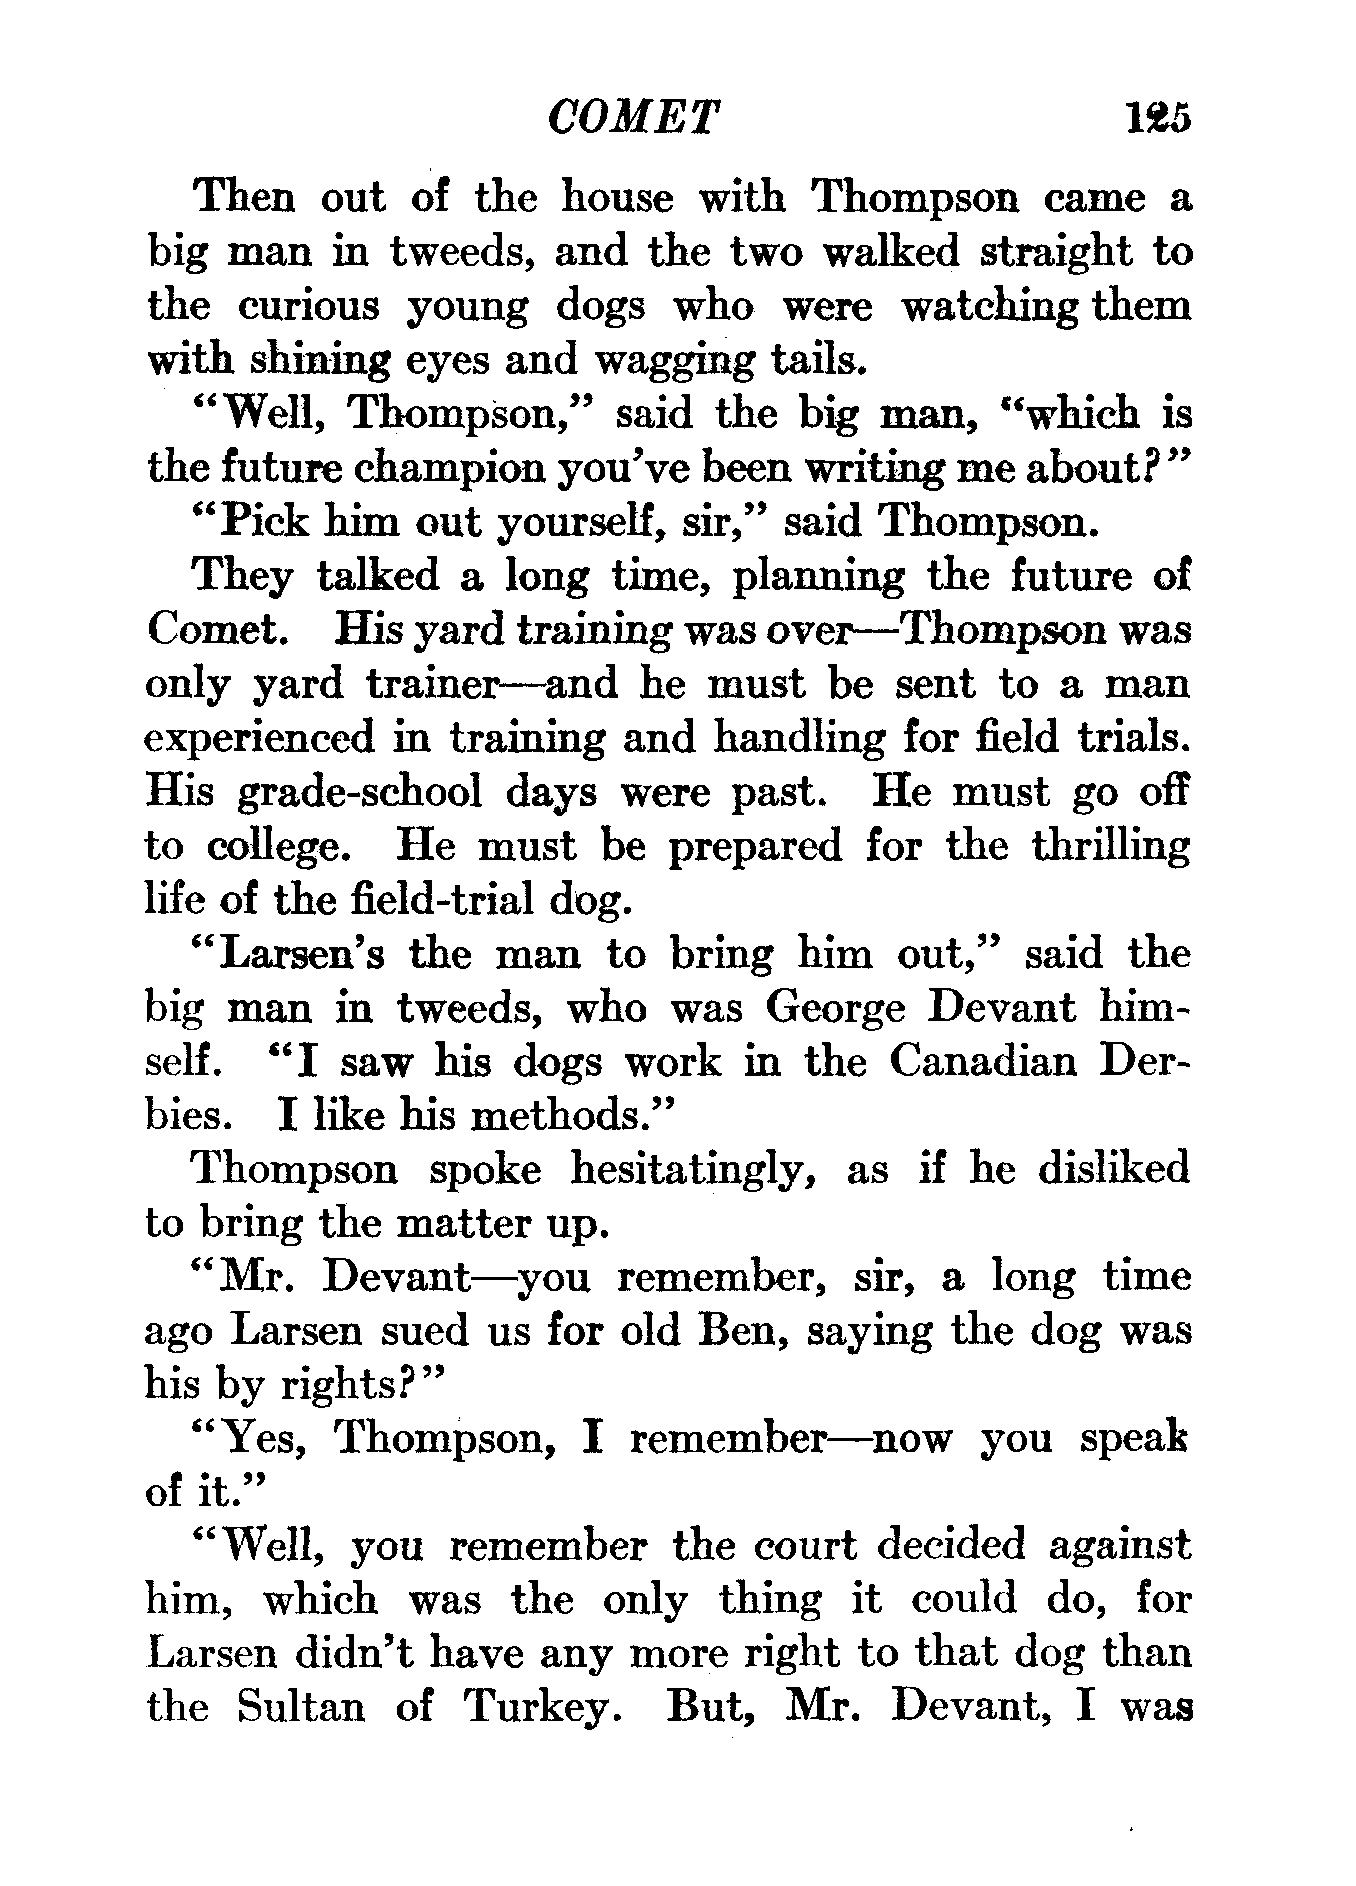 COMET 125
Then out of the house with Thompson came a
big man in tweeds, and the two walked straight to
the curious young dogs who were watching them
with shining eyes and wagging tails.
“Well, Thompson,” said the big man, “which is
the future champion you’ve been writing me about?”
“Pick him out yourself, sir,” said Thompson.
They talked a long time, planning the future of
Comet. His yard training was over—Thompson was
only yard trainer—and he must be sent to a man
experienced in training and handling for field trials.
His grade-school days were past. He must go off
to college. He must be prepared for the thrilling
life of the field-trial dog.
“Larsen’s the man to bring him out,” said the
big man in tweeds, who was George Devant him-
self. “I saw his dogs work in the Canadian Der-
bies. I like his methods.”
Thompson spoke hesitatingly, as if he disliked
to bring the matter up.
“Mr. Devant—you remember, sir, a long time
ago Larsen sued us for old Ben, saying the dog was
his by rights?”
“Yes, Thompson, I remember—now you speak
of it.”
“Well, you remember the court decided against
him, which was the only thing it could do, for
Larsen didn’t have any more right to that dog than
the Sultan of Turkey. But, Mr. Devant, I was